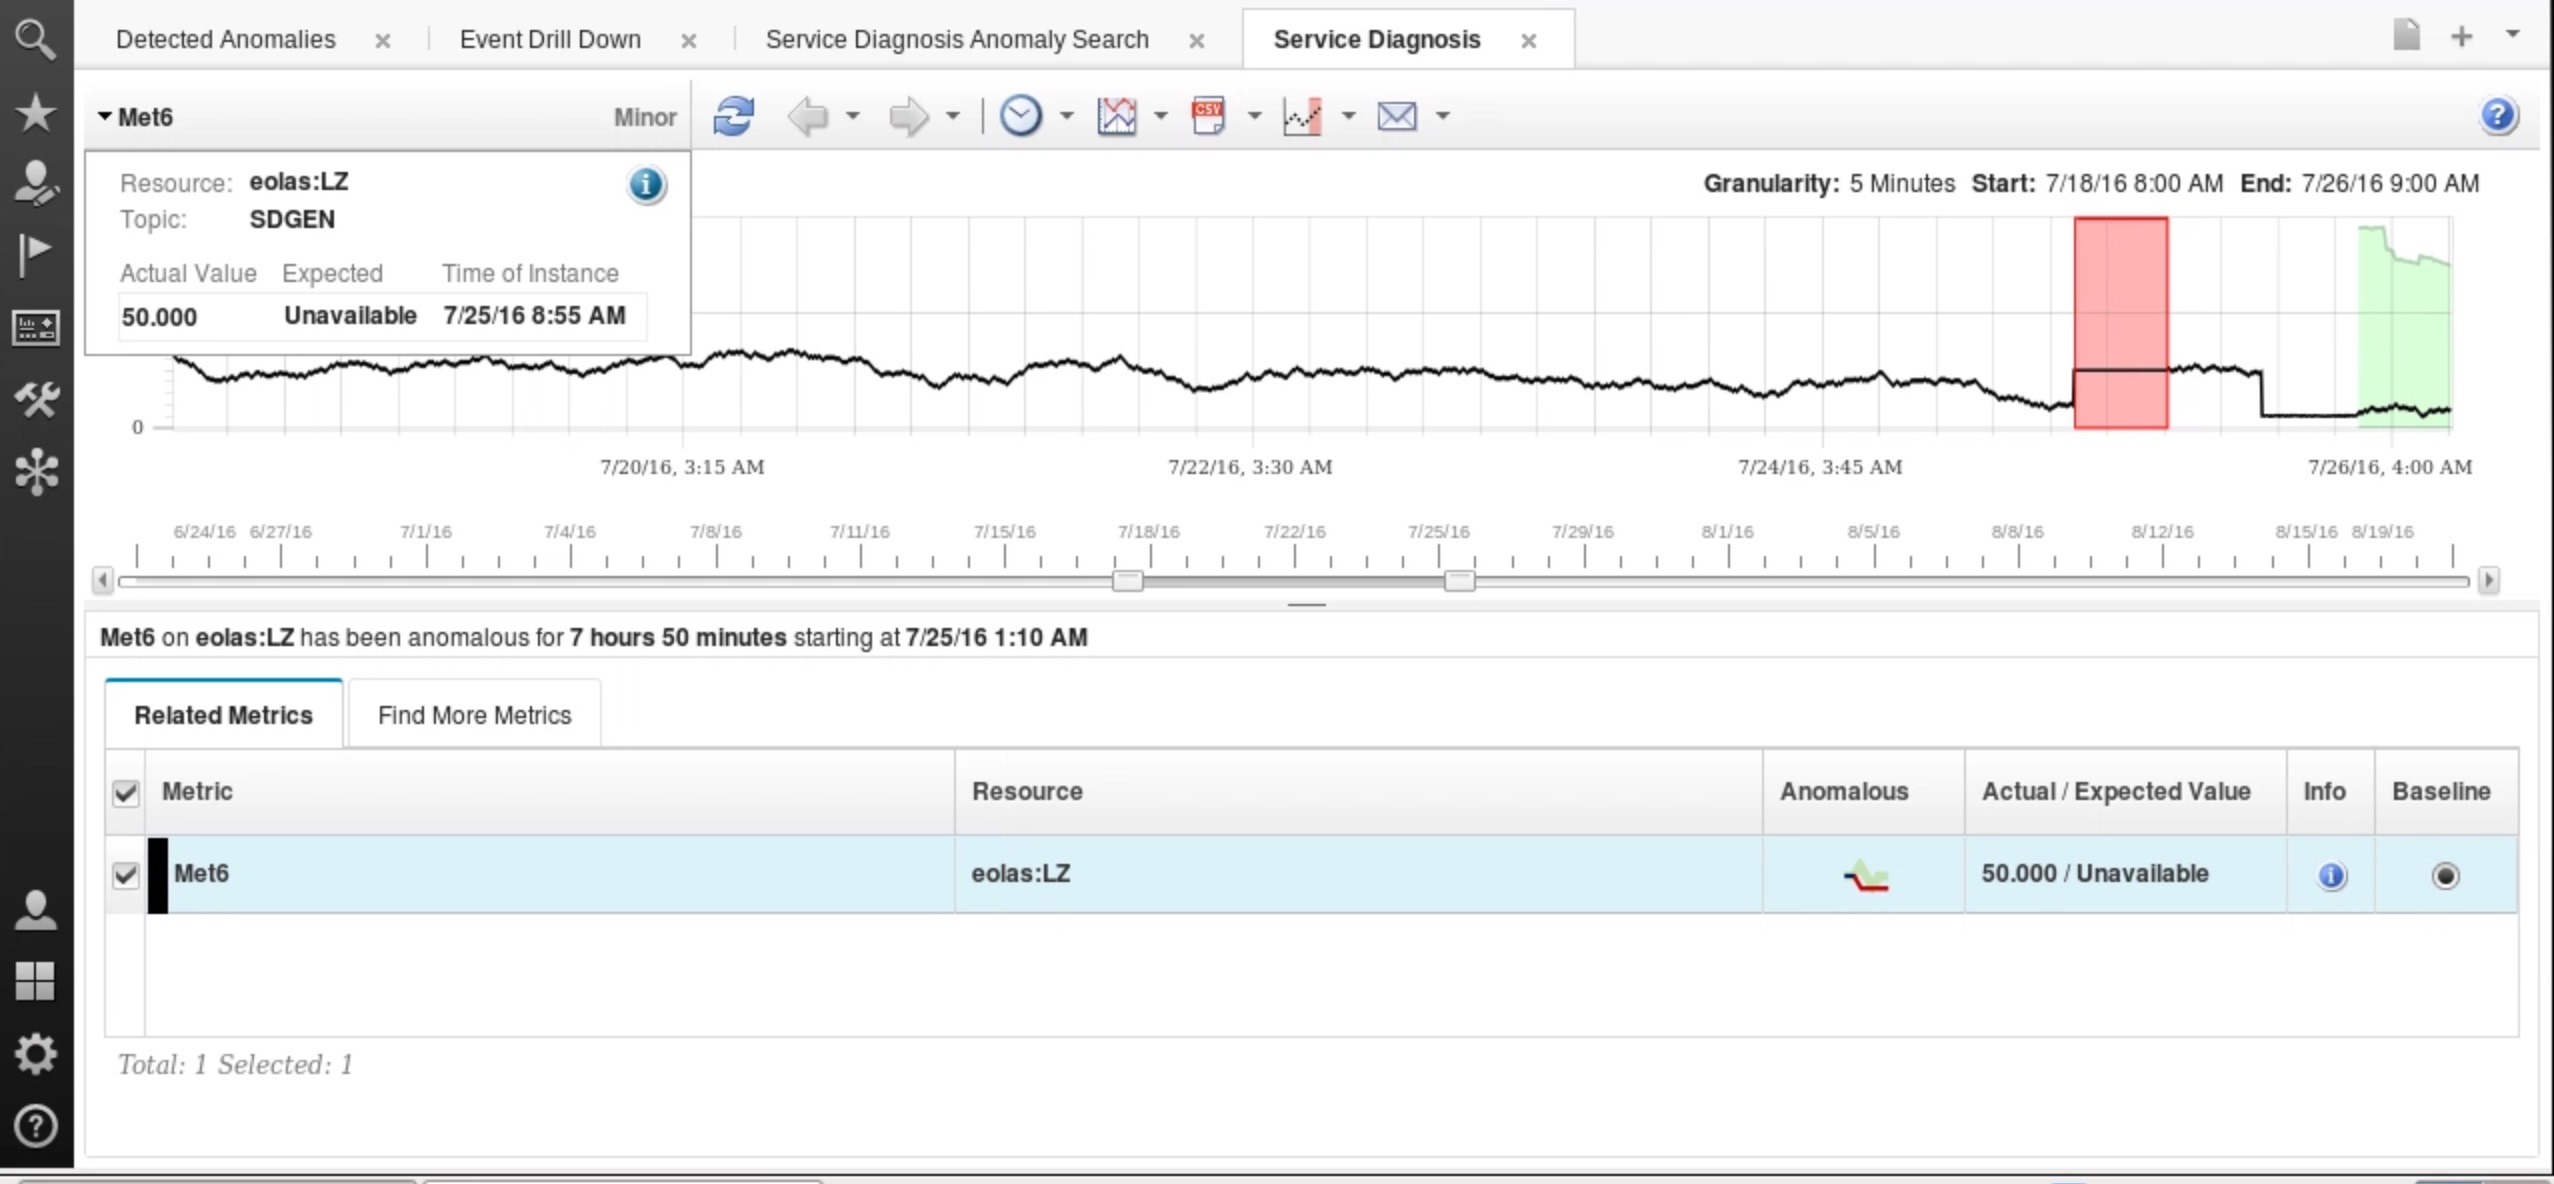 Detected Anomalies
Event Drill Down
Service Diagnosis Anomaly Search
Service Diagnosis
Met6 Minor
CSV
Resource: eolas:LZ
Topic: SDGEN
Actual Value Expected Time of Instance
50.000 Unavailable 7/25/16 8:55 AM
Granularity: 5 Minutes Start: 7/18/16 8:00 AM End: 7/26/16 9:00 AM
0
7/20/16, 3:15 AM 7/22/16, 3:30 AM 7/24/16, 3:45 AM 7/26/16, 4:00 AM
6/24/16 6/27/16 7/1/16 7/4/16 7/8/16 7/11/16 7/15/16 7/18/16 7/22/16 7/25/16 7/29/16 8/1/16 8/5/16 8/8/16 8/12/16 8/15/16 8/19/16
Met6 on eolas:LZ has been anomalous for 7 hours 50 minutes starting at 7/25/16 1:10 AM
Related Metrics Find More Metrics
Metric Resource Anomalous Actual / Expected Value Info Baseline
Met6 eolas:LZ 50.000 / Unavailable
Total: 1 Selected: 1